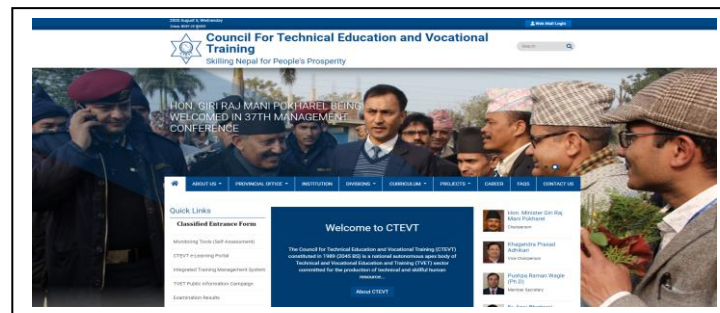 2020 August 5, Wednesday
Web Mail Login
Council For Technical Education and Vocational
Training
Skilling Nepal for People's Prosperity
Search
HON. GIRI RAJ MANI POKHAREL BEING
WELCOMED IN 37TH MANAGEMENT
CONFERENCE
ABOUT US
PROVINCIAL OFFICE
INSTITUTION
DIVISIONS
CURRICULUM
PROJECTS
CAREER
FAQS
CONTACT US
Quick Links
Classified Entrance Form
Monitoring Tools (Self Assessment)
CTEVT e-Learning Portal
Integrated Training Management System
TVET Public Information Campaign
Examination Results
Welcome to CTEVT
The Council for Technical Education and Vocational Training (CTEVT)
constituted in 1989 (2045 BS) is a national autonomous apex body of
Technical and Vocational Education and Training (TVET) sector
committed for the production of technical and skillful human
resource...
About CTEVT
Hon. Minister Giri Raj
Mani Pokharel
Chairperson
Khagendra Prasad
Adhikari
Vice-Chairperson
Pushpa Raman Wagle
(Ph.D)
Member Secretary